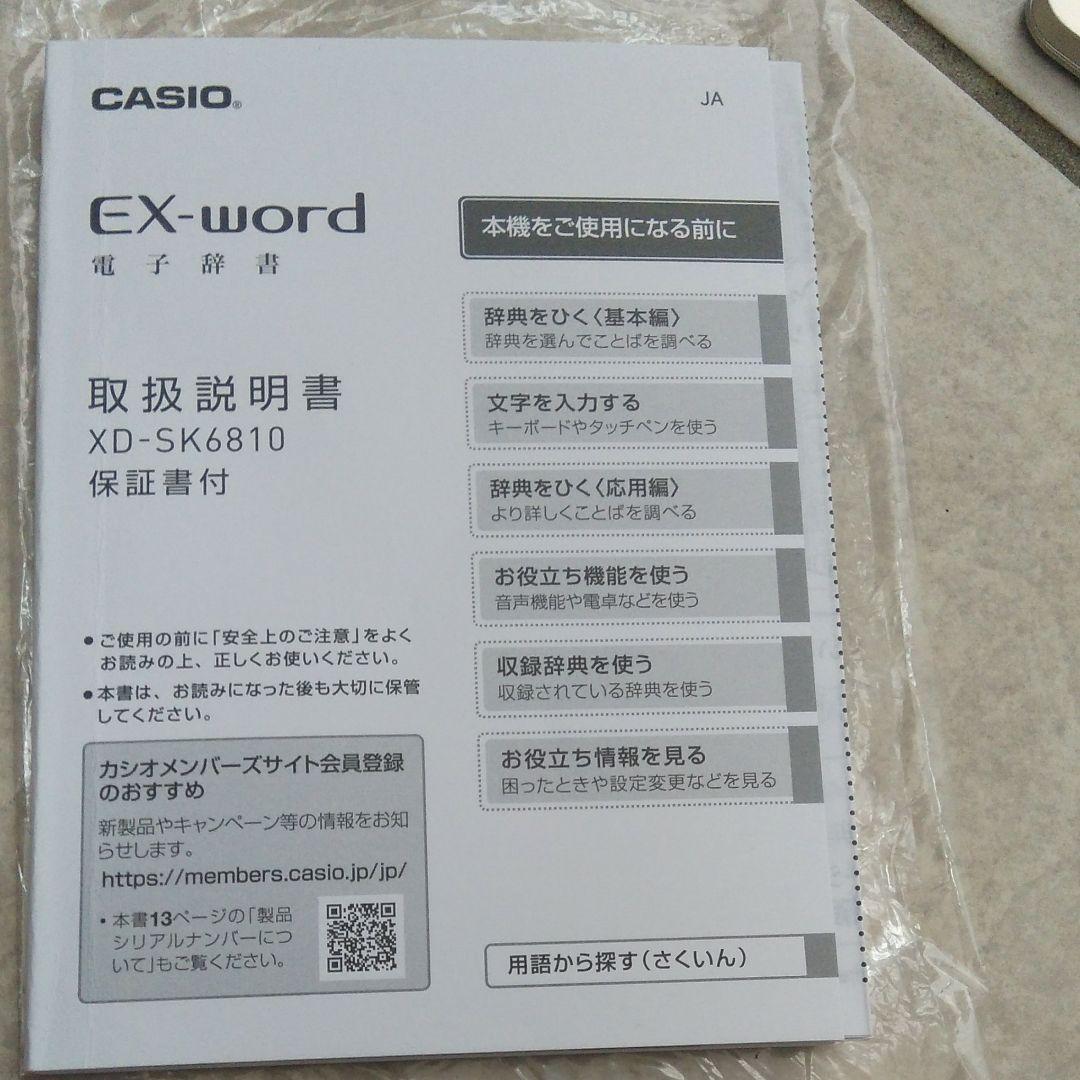 CASIO®
JA
EX-word
電子辞書
取扱説明書
XD-SK6810
保証書付
●ご使用の前に「安全上のご注意」をよく
お読みの上、正しくお使いください。
●本書は、お読みになった後も大切に保管
してください。
カシオメンバーズサイト会員登録
のおすすめ
新製品やキャンペーン等の情報をお知
らせします。
https://members.casio.jp/jp/
・本書13ページの「製品
シリアルナンバーにつ
いて」もご覧ください。
本機をご使用になる前に
辞典をひく〈基本編〉
辞典を選んでことばを調べる
文字を入力する
キーボードやタッチペンを使う
辞典をひく〈応用編〉
より詳しくことばを調べる
お役立ち機能を使う
音声機能や電卓などを使う
収録辞典を使う
収録されている辞典を使う
お役立ち情報を見る
困ったときや設定変更などを見る
用語から探す(さくいん)